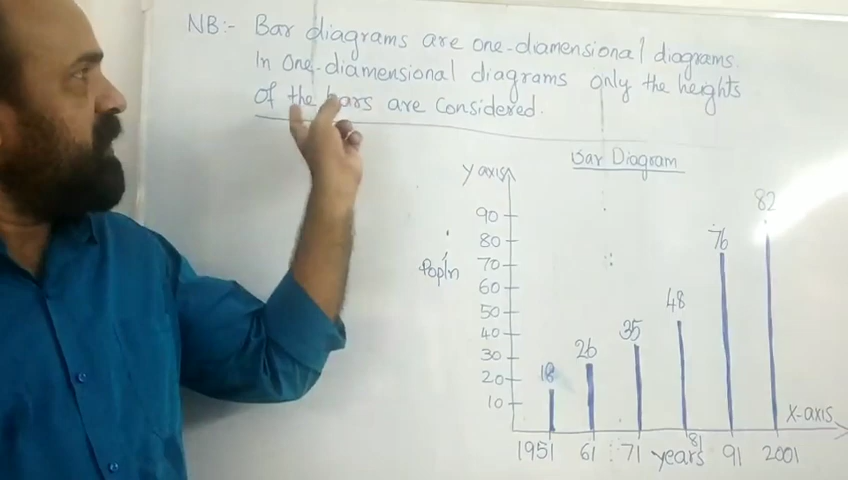 NB:- Bar diagrams are one-diamensional diagrams.
In one-diamensional diagrams only the heights
of the bars are considered.
Bar Diagram
Y axis
82
90
76
80
Popln
70
60
48
50
35
40
26
30
18
20
10
X-axis
1951 61 71 years 81 91 2001